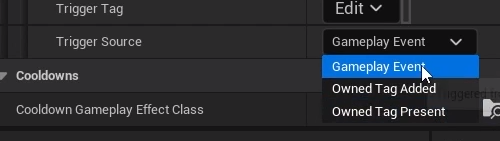 Trigger Tag Edit
Trigger Source Gameplay Event
Gameplay Event
Cooldowns
Owned Tag Added
Cooldown Gameplay Effect Class Owned Tag Present